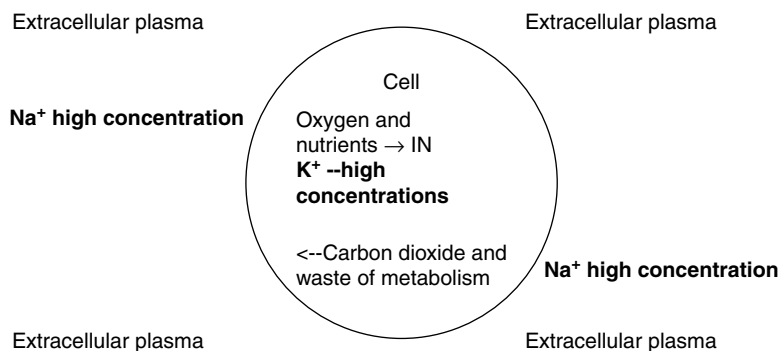 Extracellular plasma Extracellular plasma
Cell
Na⁺ high concentration
Oxygen and
nutrients → IN
K⁺ --high
concentrations
<--Carbon dioxide and
waste of metabolism
Na⁺ high concentration
Extracellular plasma Extracellular plasma